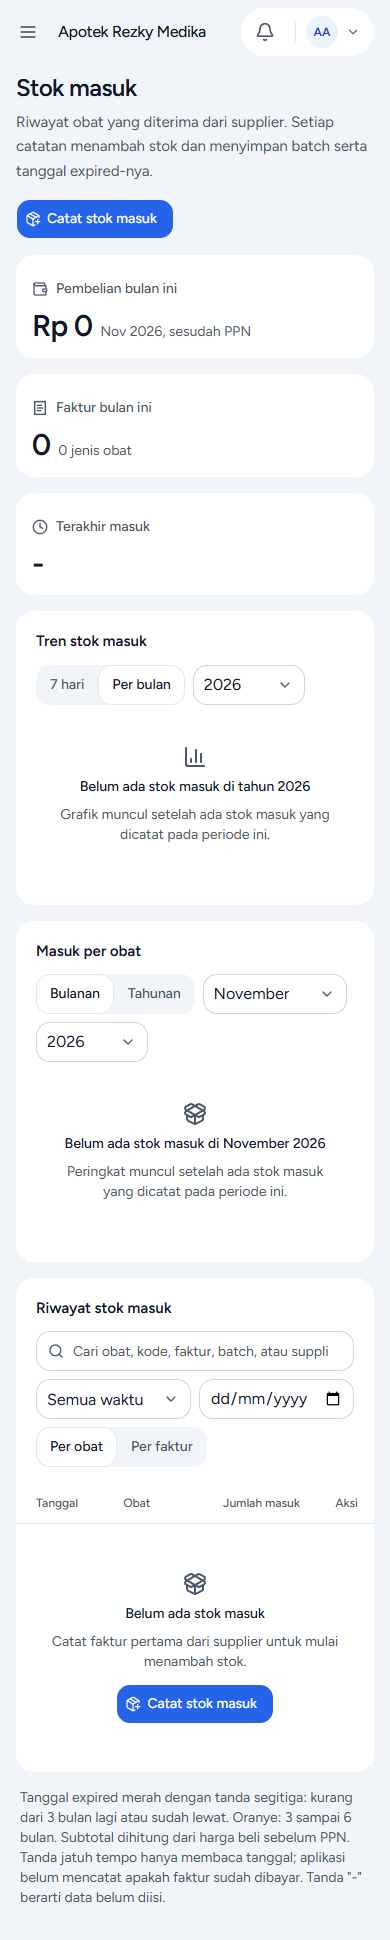 Apotek Rezky Medika
AA
Stok masuk
Riwayat obat yang diterima dari supplier. Setiap
catatan menambah stok dan menyimpan batch serta
tanggal expired-nya.
Catat stok masuk
Pembelian bulan ini
Rp 0 Nov 2026, sesudah PPN
Faktur bulan ini
0 0 jenis obat
Terakhir masuk
-
Tren stok masuk
7 hari Per bulan 2026
Belum ada stok masuk di tahun 2026
Grafik muncul setelah ada stok masuk yang
dicatat pada periode ini.
Masuk per obat
Bulanan Tahunan November
2026
Belum ada stok masuk di November 2026
Peringkat muncul setelah ada stok masuk
yang dicatat pada periode ini.
Riwayat stok masuk
Cari obat, kode, faktur, batch, atau suppli
Semua waktu dd/mm/yyyy
Per obat Per faktur
Tanggal Obat Jumlah masuk Aksi
Belum ada stok masuk
Catat faktur pertama dari supplier untuk mulai
menambah stok.
Catat stok masuk
Tanggal expired merah dengan tanda segitiga: kurang
dari 3 bulan lagi atau sudah lewat. Oranye: 3 sampai 6
bulan. Subtotal dihitung dari harga beli sebelum PPN.
Tanda jatuh tempo hanya membaca tanggal; aplikasi
belum mencatat apakah faktur sudah dibayar. Tanda "-"
berarti data belum diisi.